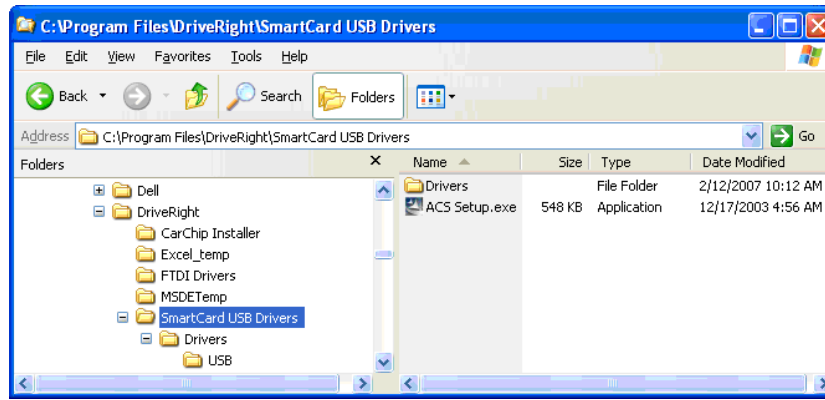 C:\Program Files\DriveRight\SmartCard USB Drivers
File Edit View Favorites Tools Help
Back Search Folders
Address C:\Program Files\DriveRight\SmartCard USB Drivers Go
Folders Name Size Type Date Modified
Dell Drivers File Folder 2/12/2007 10:12 AM
DriveRight ACS Setup.exe 548 KB Application 12/17/2003 4:56 AM
CarChip Installer
Excel_temp
FTDI Drivers
MSDETemp
SmartCard USB Drivers
Drivers
USB